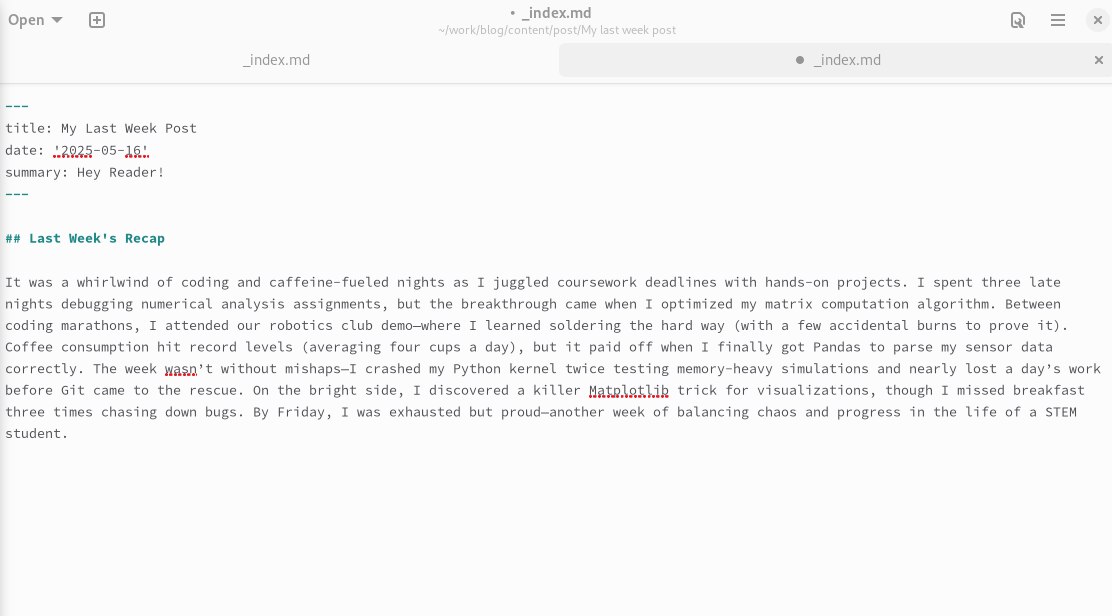 Open
• _index.md
~/work/blog/content/post/My last week post
_index.md
● _index.md
---
title: My Last Week Post
date: '2025-05-16'
summary: Hey Reader!
---
## Last Week's Recap
It was a whirlwind of coding and caffeine-fueled nights as I juggled coursework deadlines with hands-on projects. I spent three late
nights debugging numerical analysis assignments, but the breakthrough came when I optimized my matrix computation algorithm. Between
coding marathons, I attended our robotics club demo—where I learned soldering the hard way (with a few accidental burns to prove it).
Coffee consumption hit record levels (averaging four cups a day), but it paid off when I finally got Pandas to parse my sensor data
correctly. The week wasn’t without mishaps—I crashed my Python kernel twice testing memory-heavy simulations and nearly lost a day’s work
before Git came to the rescue. On the bright side, I discovered a killer Matplotlib trick for visualizations, though I missed breakfast
three times chasing down bugs. By Friday, I was exhausted but proud—another week of balancing chaos and progress in the life of a STEM
student.